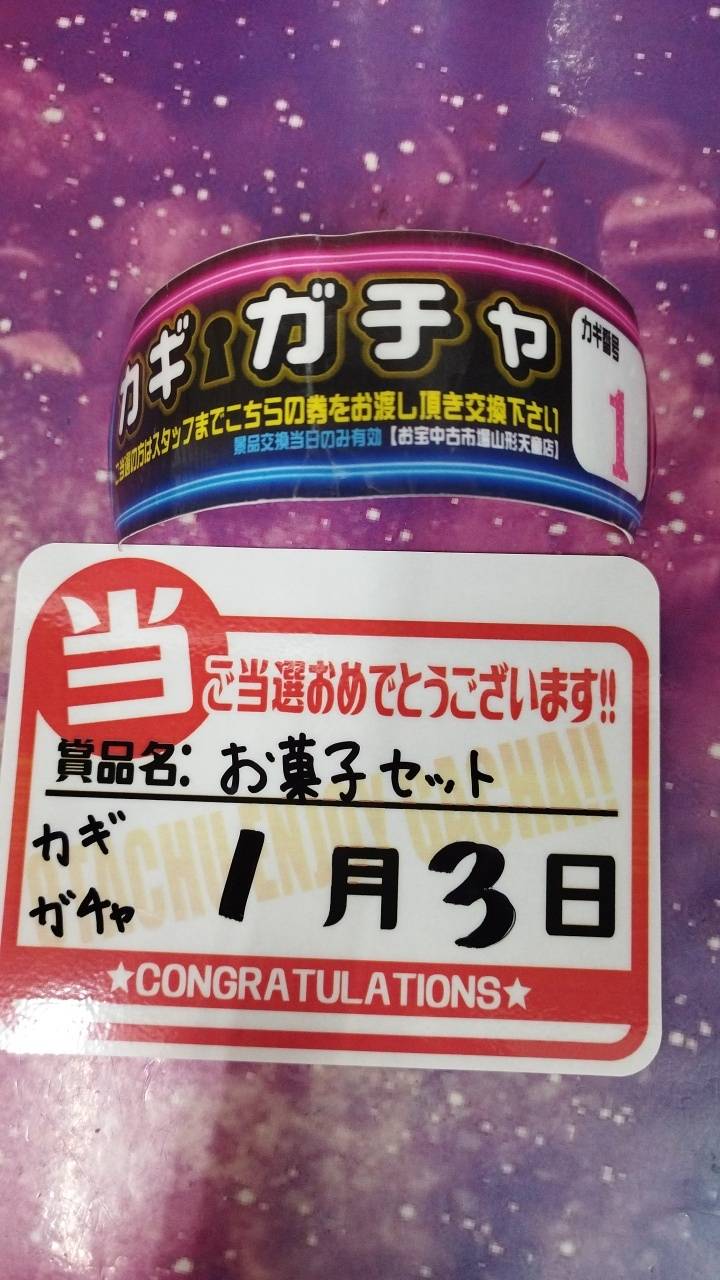 カギガチャ
カギ番号
1
ご当選の方はスタッフまでこちらの券をお渡し頂き交換下さい
景品交換当日のみ有効【お宝中古市場山形天童店】
当
ご当選おめでとうございます!!
賞品名: お菓子セット
カギ
ガチャ
1月3日
ENJOY GACHA!!
★CONGRATULATIONS★